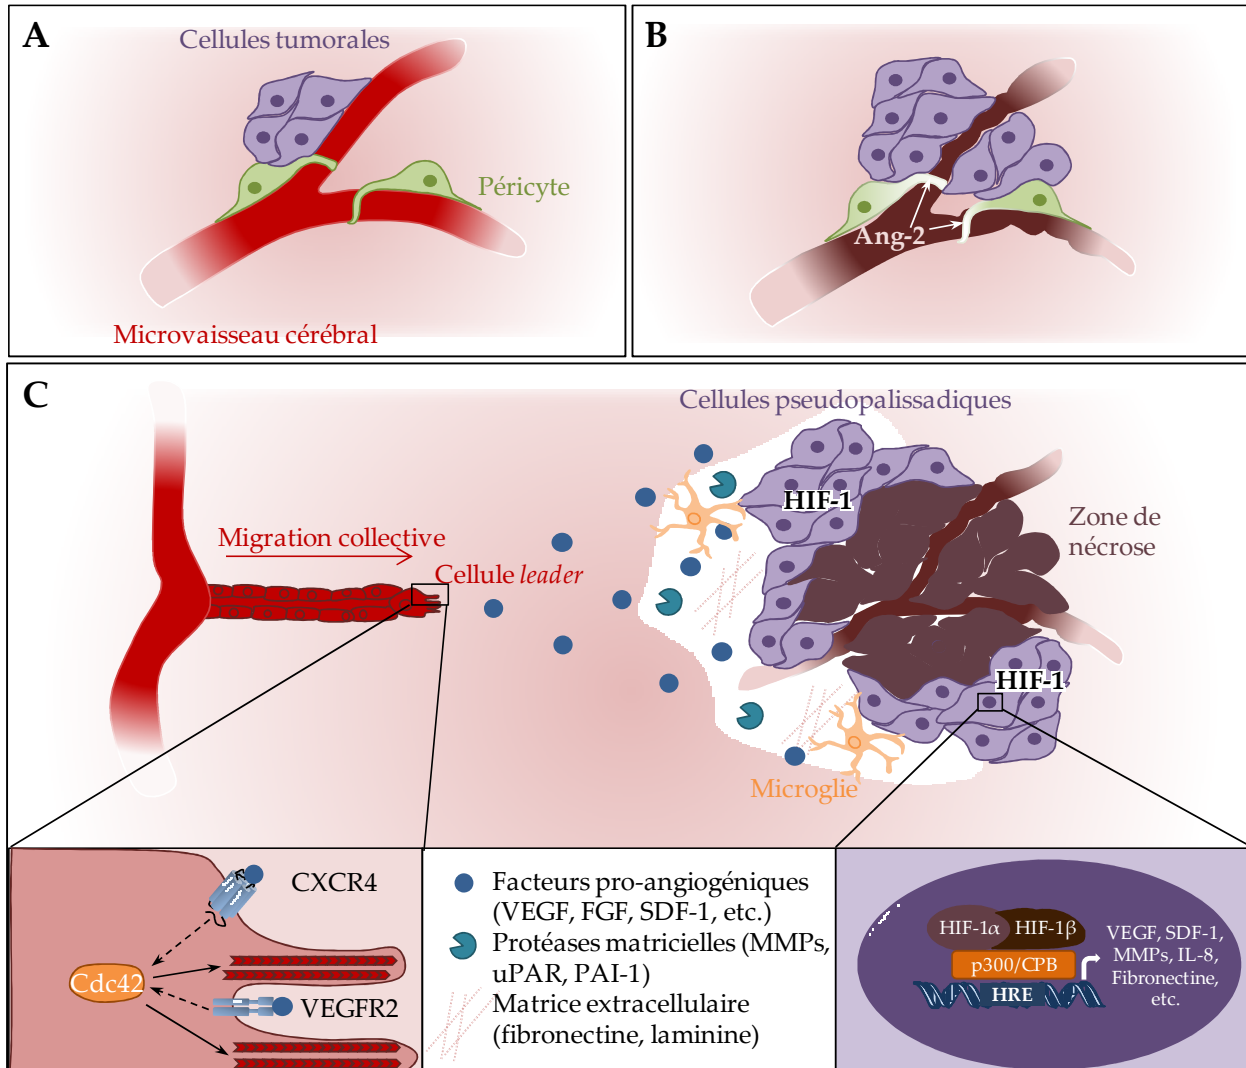 A
Cellules tumorales
Péricyte
Microvaisseau cérébral
B
Ang-2
C
Cellules pseudopalissadiques
HIF-1
Zone de
nécrose
Migration collective
Cellule leader
HIF-1
Microglie
CXCR4
Cdc42
VEGFR2
Facteurs pro-angiogéniques
(VEGF, FGF, SDF-1, etc.)
Protéases matricielles (MMPs,
uPAR, PAI-1)
Matrice extracellulaire
(fibronectine, laminine)
HIF-1α HIF-1β
p300/CPB
HRE
VEGF, SDF-1,
MMPs, IL-8,
Fibronectine,
etc.